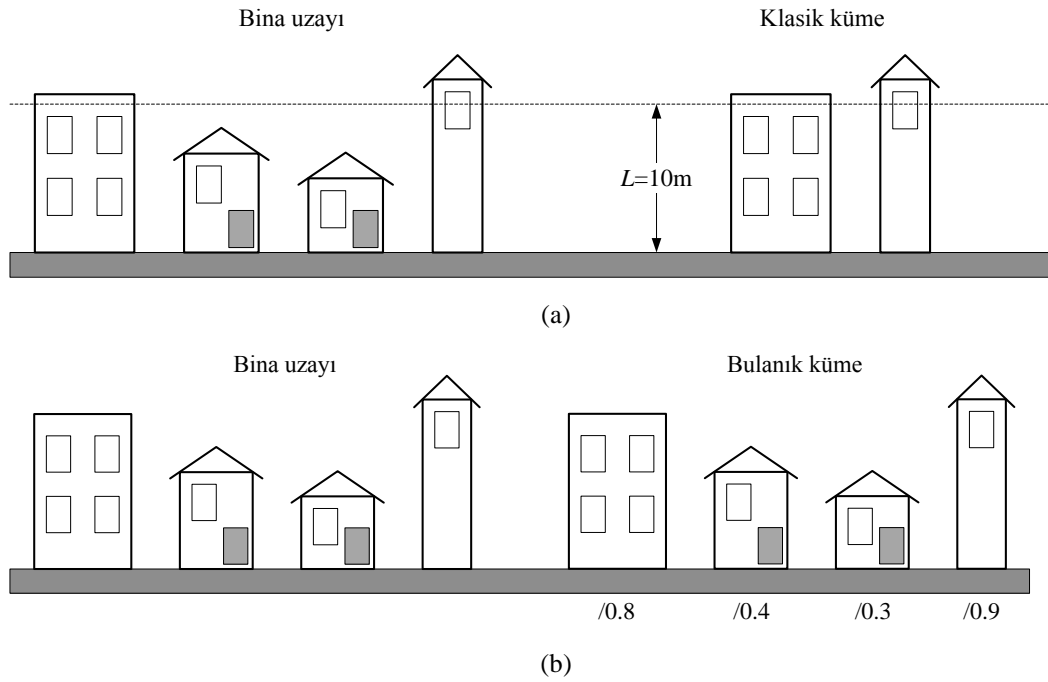 Bina uzayı Klasik küme
L=10m
(a)
Bina uzayı Bulanık küme
/0.8 /0.4 /0.3 /0.9
(b)